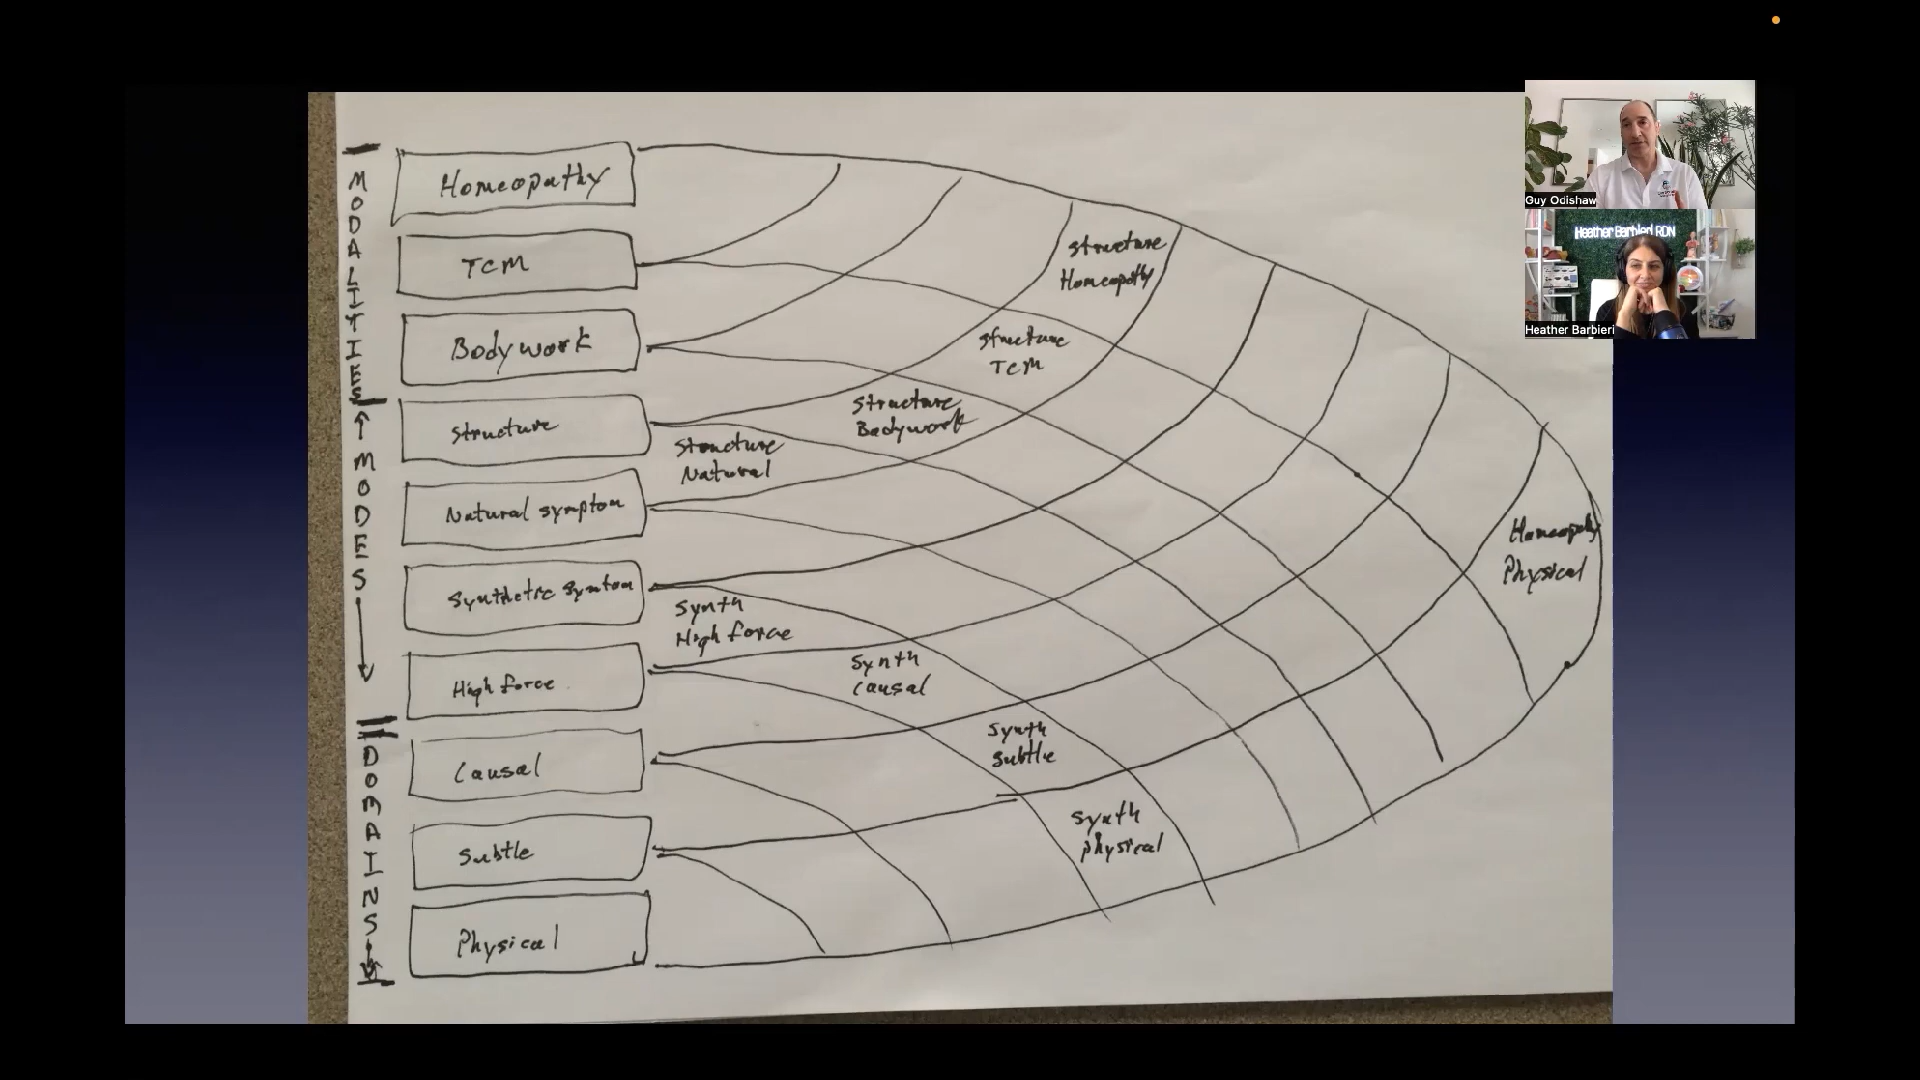 MODALITIES
MODES
DOMAINS
Homeopathy
TCM
Bodywork
Structure
Natural symptom
Synthetic Symtom
High force
Causal
Subtle
Physical
Structure
Homeopathy
Structure
TCM
Structure
Bodywork
Structure
Natural
Synth
High force
Synth
Causal
Synth
Subtle
Synth
Physical
Homeopathy
Physical
Guy Odishaw
Heather Barbieri RDN
Heather Barbieri